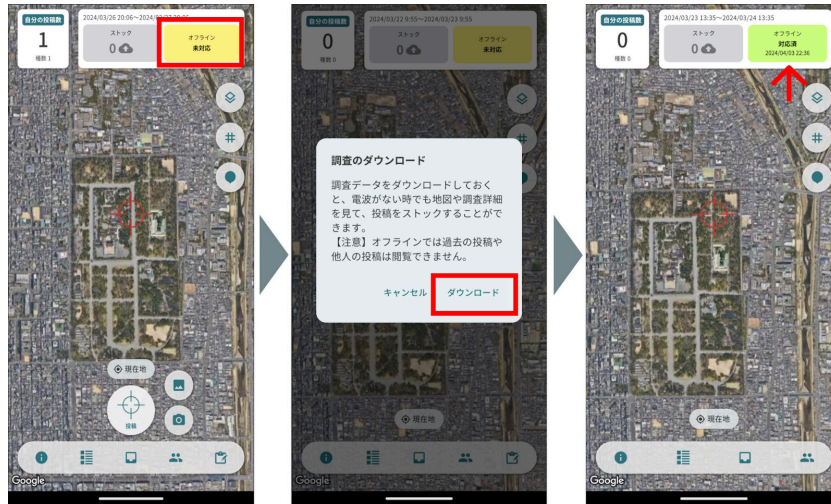 自分の投稿数
1
種数 1
2024/03/26 20:06～2024/03/27 20:06
ストック
0
オフライン
未対応
現在地
投稿
Google
自分の投稿数
0
種数 0
2024/03/22 9:55～2024/03/23 9:55
ストック
0
オフライン
未対応
調査のダウンロード
調査データをダウンロードしておく
と、電波がない時でも地図や調査詳細
を見て、投稿をストックすることがで
きます。
【注意】オフラインでは過去の投稿や
他人の投稿は閲覧できません。
キャンセル
ダウンロード
現在地
Google
自分の投稿数
0
種数 0
2024/03/23 13:35～2024/03/24 13:35
ストック
0
オフライン
対応済
2024/04/03 22:36
現在地
Google